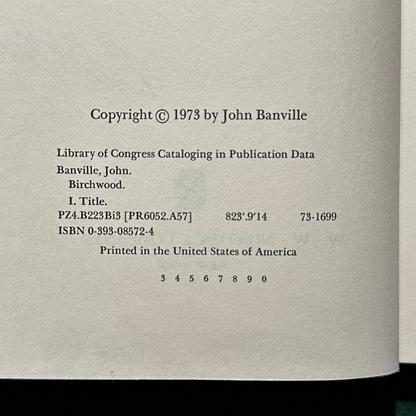 Copyright © 1973 by John Banville
Library of Congress Cataloging in Publication Data
Banville, John.
Birchwood.
I. Title.
PZ4.B223Bi3 [PR6052.A57] 823'.9'14 73-1699
ISBN 0-393-08572-4
Printed in the United States of America
3 4 5 6 7 8 9 0